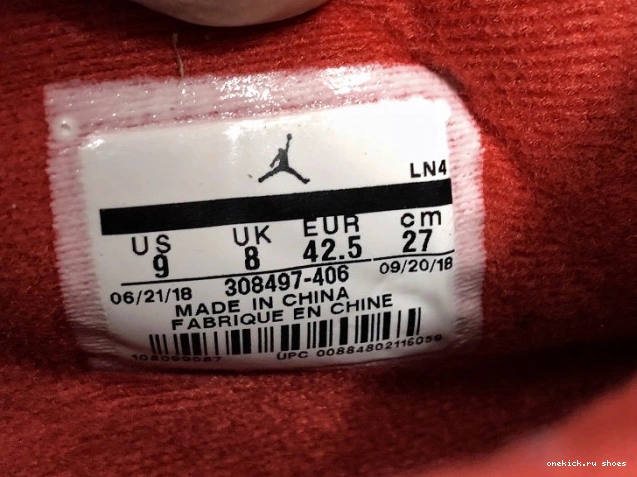 LN4
US UK EUR cm
9 8 42.5 27
06/21/18 308497-406 09/20/18
MADE IN CHINA
FABRIQUE EN CHINE
UPC 00884802116059
onekick.ru shoes